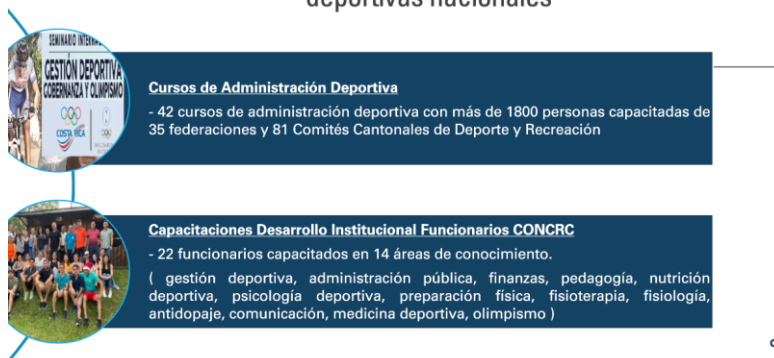 deportivas nacionales
SEMINARIO
GESTIÓN DEPORTIVA
GOBERNANZA Y OLIMPISMO
COSTA RICA
Cursos de Administración Deportiva
- 42 cursos de administración deportiva con más de 1800 personas capacitadas de
35 federaciones y 81 Comités Cantonales de Deporte y Recreación
Capacitaciones Desarrollo Institucional Funcionarios CONCRC
- 22 funcionarios capacitados en 14 áreas de conocimiento.
( gestión deportiva, administración pública, finanzas, pedagogía, nutrición
deportiva, psicología deportiva, preparación física, fisioterapia, fisiología,
antidopaje, comunicación, medicina deportiva, olimpismo )